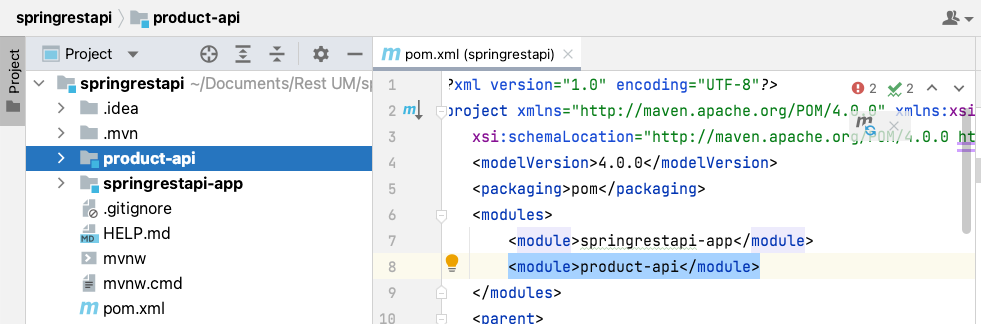 springrestapi product-api
Project
Project
springrestapi ~/Documents/Rest UM/sp
.idea
.mvn
product-api
springrestapi-app
.gitignore
MD HELP.md
mvnw
mvnw.cmd
m pom.xml
m pom.xml (springrestapi)
2 2
m
1 ?xml version="1.0" encoding="UTF-8"?>
2 m project xmlns="http://maven.apache.org/POM/4.0.0" xmlns:xsi
3 xsi:schemaLocation="http://maven.apache.org/POM/4.0.0 ht
4 <modelVersion>4.0.0</modelVersion>
5 <packaging>pom</packaging>
6 <modules>
7 <module>springrestapi-app</module>
8 <module>product-api</module>
9 </modules>
10 <parent>